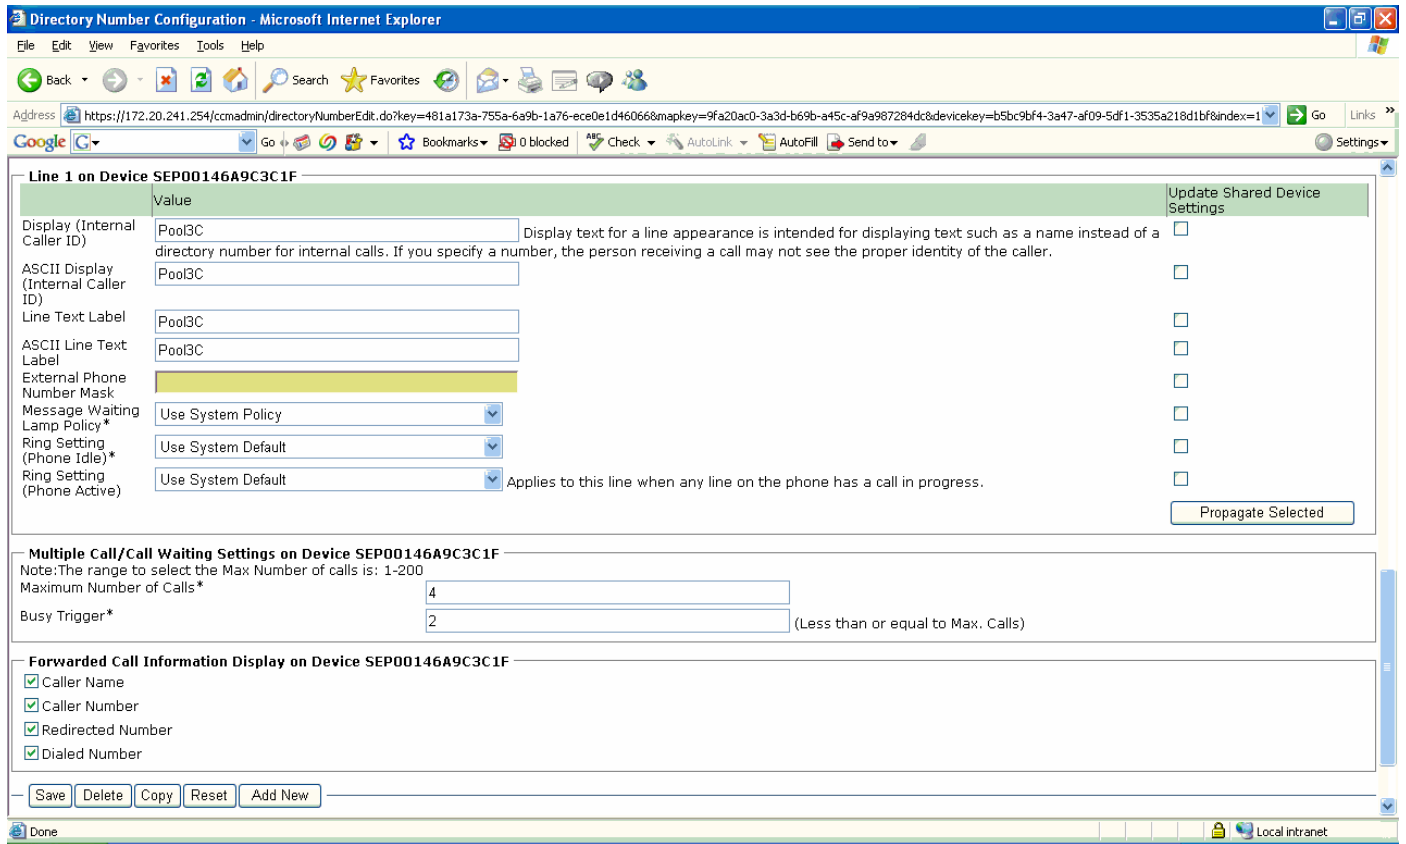 Directory Number Configuration - Microsoft Internet Explorer
File Edit View Favorites Tools Help
Back Search Favorites
Address https://172.20.241.254/ccmadmin/directoryNumberEdit.do?key=481a173a-755a-6a9b-1a76-ece0e1d46066&mapkey=9fa20ac0-3a3d-b69b-a45c-af9a987284dc&devicekey=b5bc9bf4-3a47-af09-5df1-3535a218d1bf&index=1 Go Links »
Google G Go Bookmarks 0 blocked ABC Check AutoLink AutoFill Send to Settings
Line 1 on Device SEP00146A9C3C1F
Value Update Shared Device
Settings
Display (Internal
Caller ID)
Pool3C Display text for a line appearance is intended for displaying text such as a name instead of a
directory number for internal calls. If you specify a number, the person receiving a call may not see the proper identity of the caller.
ASCII Display
(Internal Caller
ID)
Pool3C
Line Text Label
Pool3C
ASCII Line Text
Label
Pool3C
External Phone
Number Mask
Message Waiting
Lamp Policy*
Use System Policy
Ring Setting
(Phone Idle)*
Use System Default
Ring Setting
(Phone Active)
Use System Default Applies to this line when any line on the phone has a call in progress.
Propagate Selected
Multiple Call/Call Waiting Settings on Device SEP00146A9C3C1F
Note:The range to select the Max Number of calls is: 1-200
Maximum Number of Calls* 4
Busy Trigger* 2 (Less than or equal to Max. Calls)
Forwarded Call Information Display on Device SEP00146A9C3C1F
Caller Name
Caller Number
Redirected Number
Dialed Number
Save Delete Copy Reset Add New
Done Local intranet